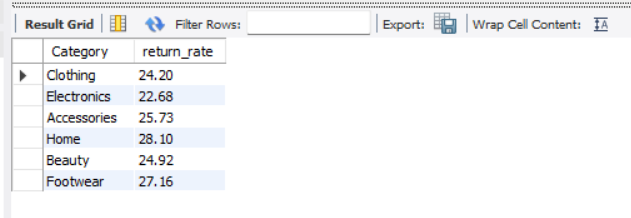 Result Grid Filter Rows: Export: Wrap Cell Content: IA
Category return_rate
Clothing 24.20
Electronics 22.68
Accessories 25.73
Home 28.10
Beauty 24.92
Footwear 27.16